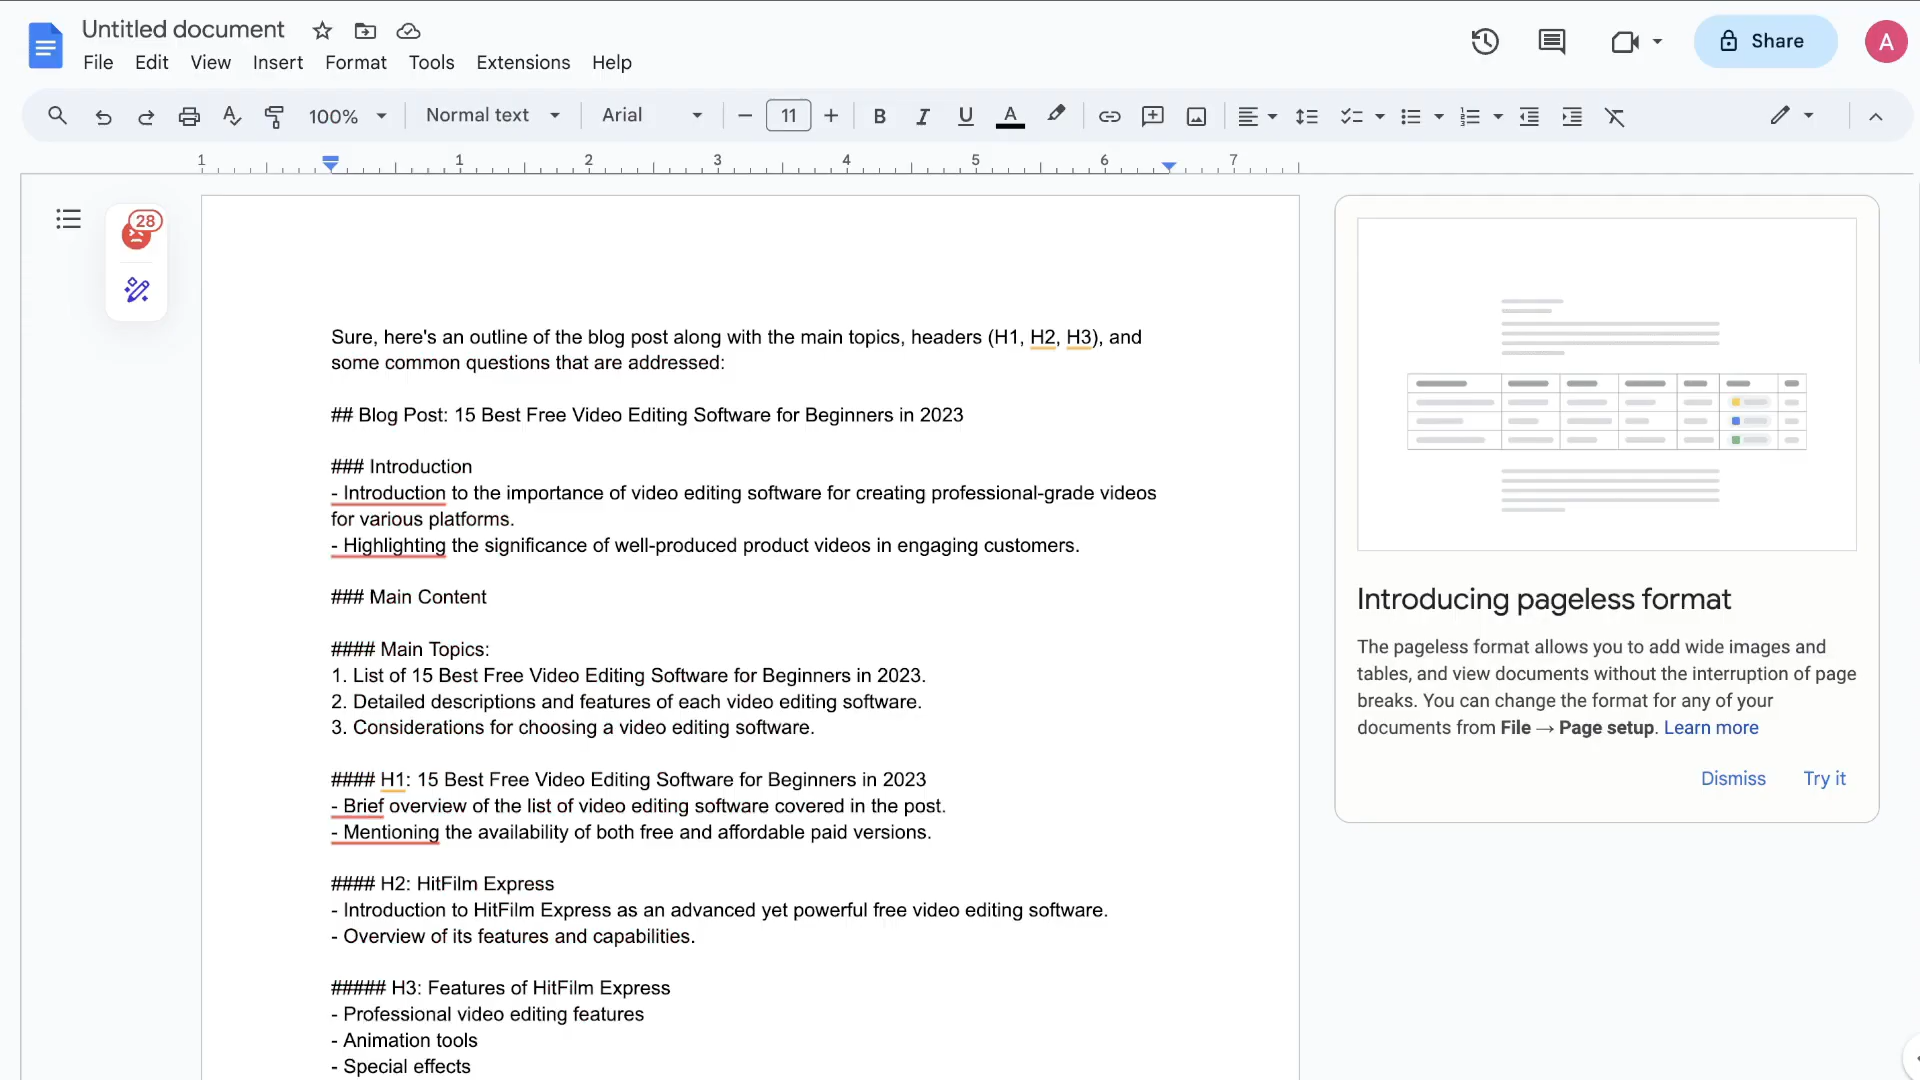 Untitled document
File Edit View Insert Format Tools Extensions Help
Share
A
100% Normal text Arial 11 B I U A
1 1 2 3 4 5 6 7
28
Sure, here's an outline of the blog post along with the main topics, headers (H1, H2, H3), and
some common questions that are addressed:
## Blog Post: 15 Best Free Video Editing Software for Beginners in 2023
### Introduction
- Introduction to the importance of video editing software for creating professional-grade videos
for various platforms.
- Highlighting the significance of well-produced product videos in engaging customers.
### Main Content
#### Main Topics:
1. List of 15 Best Free Video Editing Software for Beginners in 2023.
2. Detailed descriptions and features of each video editing software.
3. Considerations for choosing a video editing software.
#### H1: 15 Best Free Video Editing Software for Beginners in 2023
- Brief overview of the list of video editing software covered in the post.
- Mentioning the availability of both free and affordable paid versions.
#### H2: HitFilm Express
- Introduction to HitFilm Express as an advanced yet powerful free video editing software.
- Overview of its features and capabilities.
##### H3: Features of HitFilm Express
- Professional video editing features
- Animation tools
- Special effects
Introducing pageless format
The pageless format allows you to add wide images and
tables, and view documents without the interruption of page
breaks. You can change the format for any of your
documents from File → Page setup. Learn more
Dismiss Try it